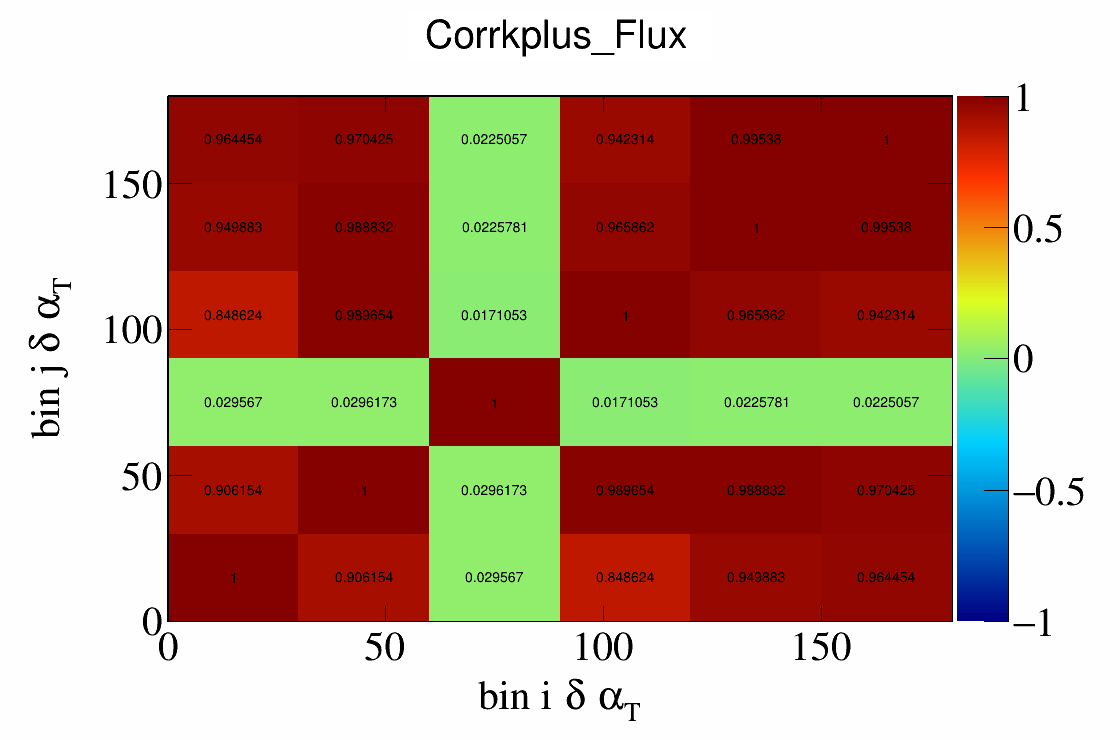 Corrkplus_Flux
0.964454 0.970425 0.0225057 0.942314 0.99538 1
0.949883 0.988832 0.0225781 0.965862 1 0.99538
0.848624 0.989654 0.0171053 1 0.965862 0.942314
0.029567 0.0296173 1 0.0171053 0.0225781 0.0225057
0.906154 1 0.0296173 0.989654 0.988832 0.970425
1 0.906154 0.029567 0.848624 0.949883 0.964454
150
100
50
0
bin j δ αT
0 50 100 150
bin i δ αT
1
0.5
0
−0.5
−1